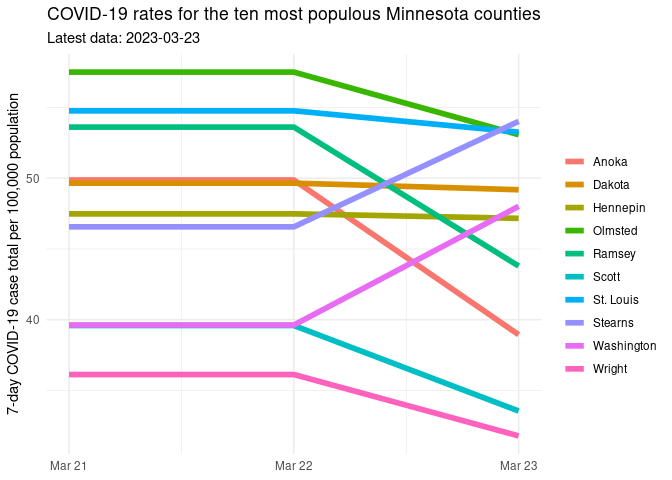 COVID-19 rates for the ten most populous Minnesota counties
Latest data: 2023-03-23
7-day COVID-19 case total per 100,000 population
50
40
Mar 21
Mar 22
Mar 23
Anoka
Dakota
Hennepin
Olmsted
Ramsey
Scott
St. Louis
Stearns
Washington
Wright